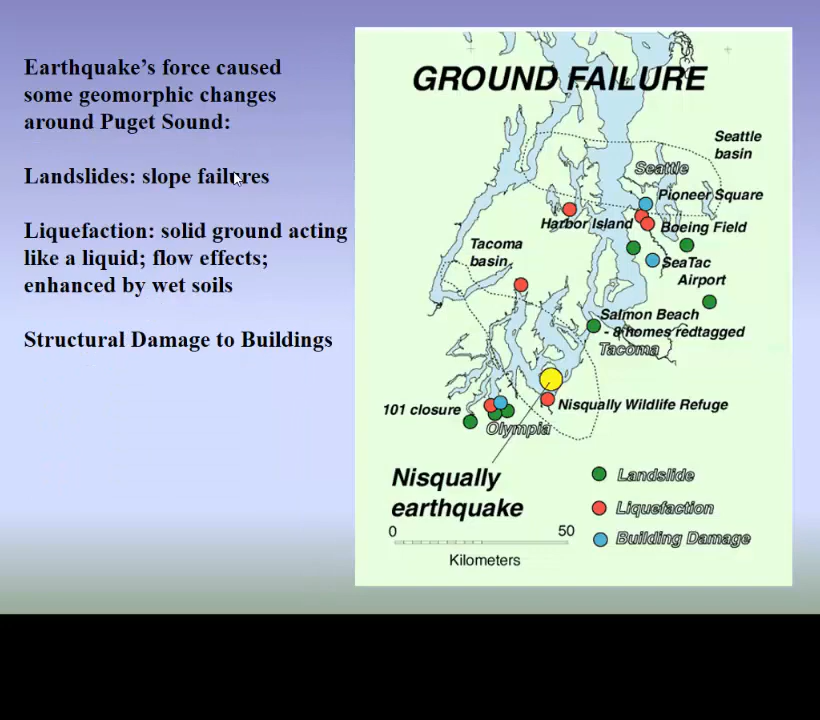 Earthquake's force caused
some geomorphic changes
around Puget Sound:
Landslides: slope failures
Liquefaction: solid ground acting
like a liquid; flow effects;
enhanced by wet soils
Structural Damage to Buildings
GROUND FAILURE
Seattle
basin
Seattle
Pioneer Square
Harbor Island
Boeing Field
Tacoma
basin
SeaTac
Airport
Salmon Beach
- 8 homes redtagged
Tacoma
101 closure
Nisqually Wildlife Refuge
Olympia
Nisqually
earthquake
Landslide
Liquefaction
Building Damage
0 50
Kilometers